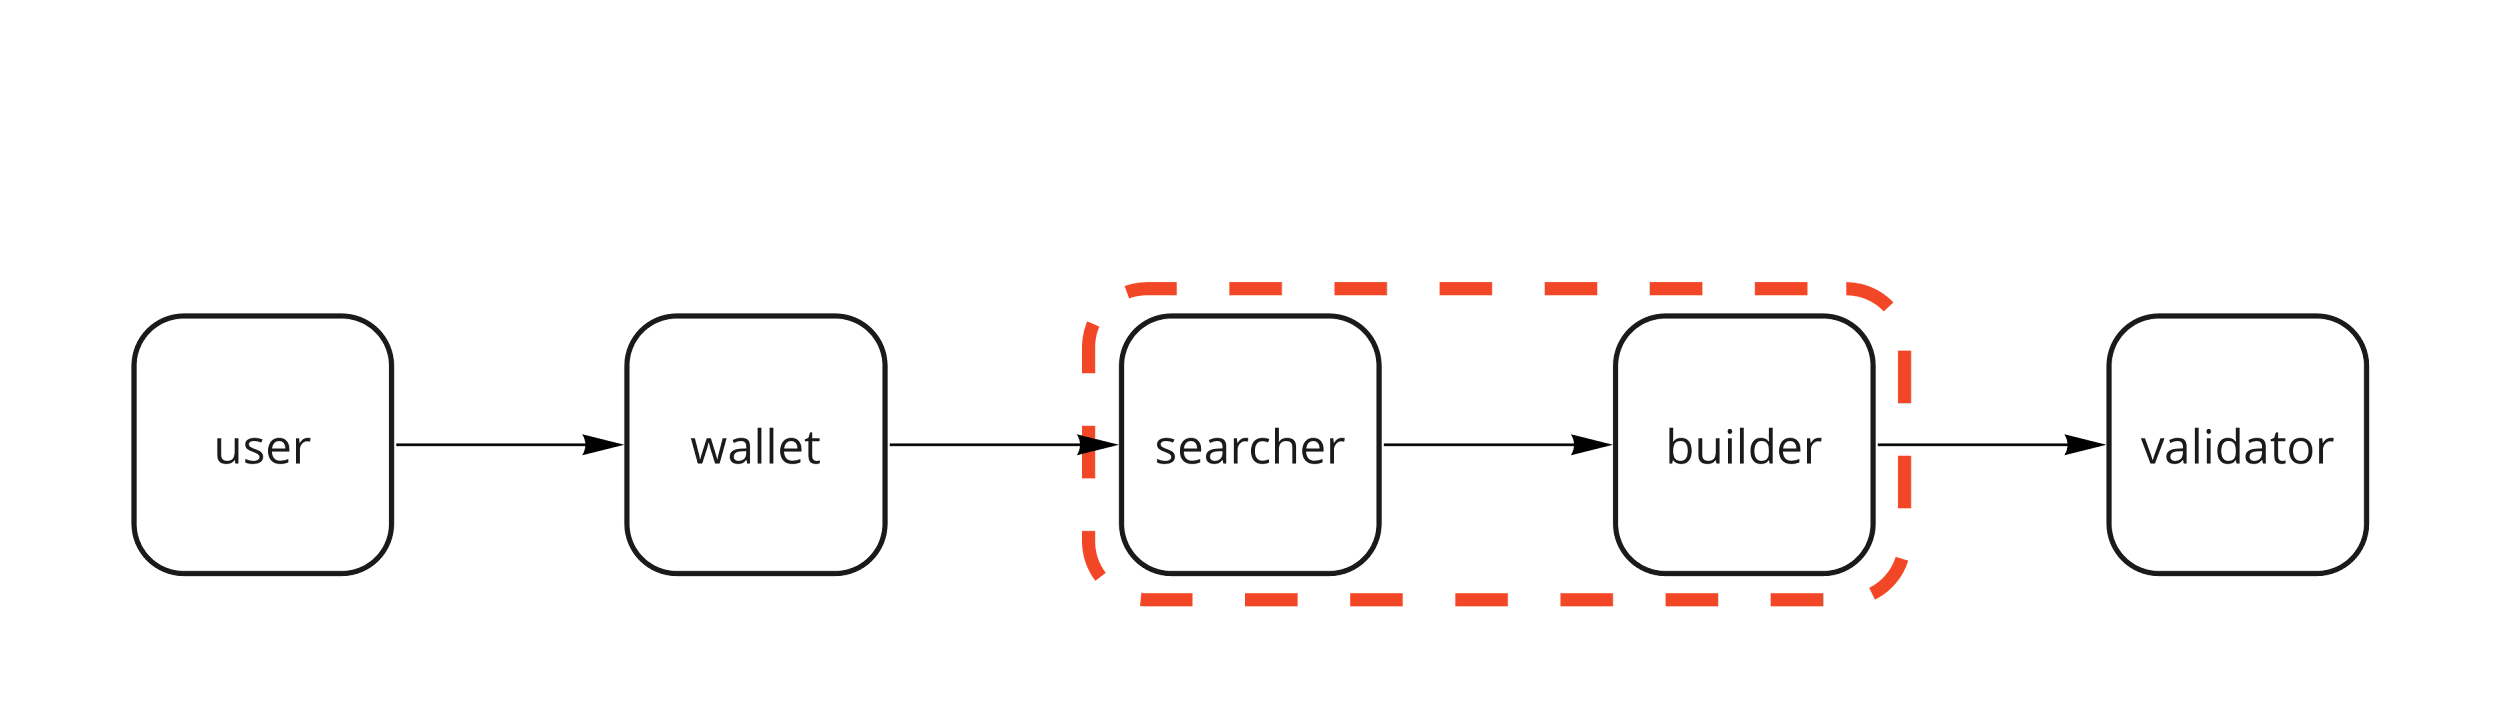 user
wallet
searcher
builder
validator